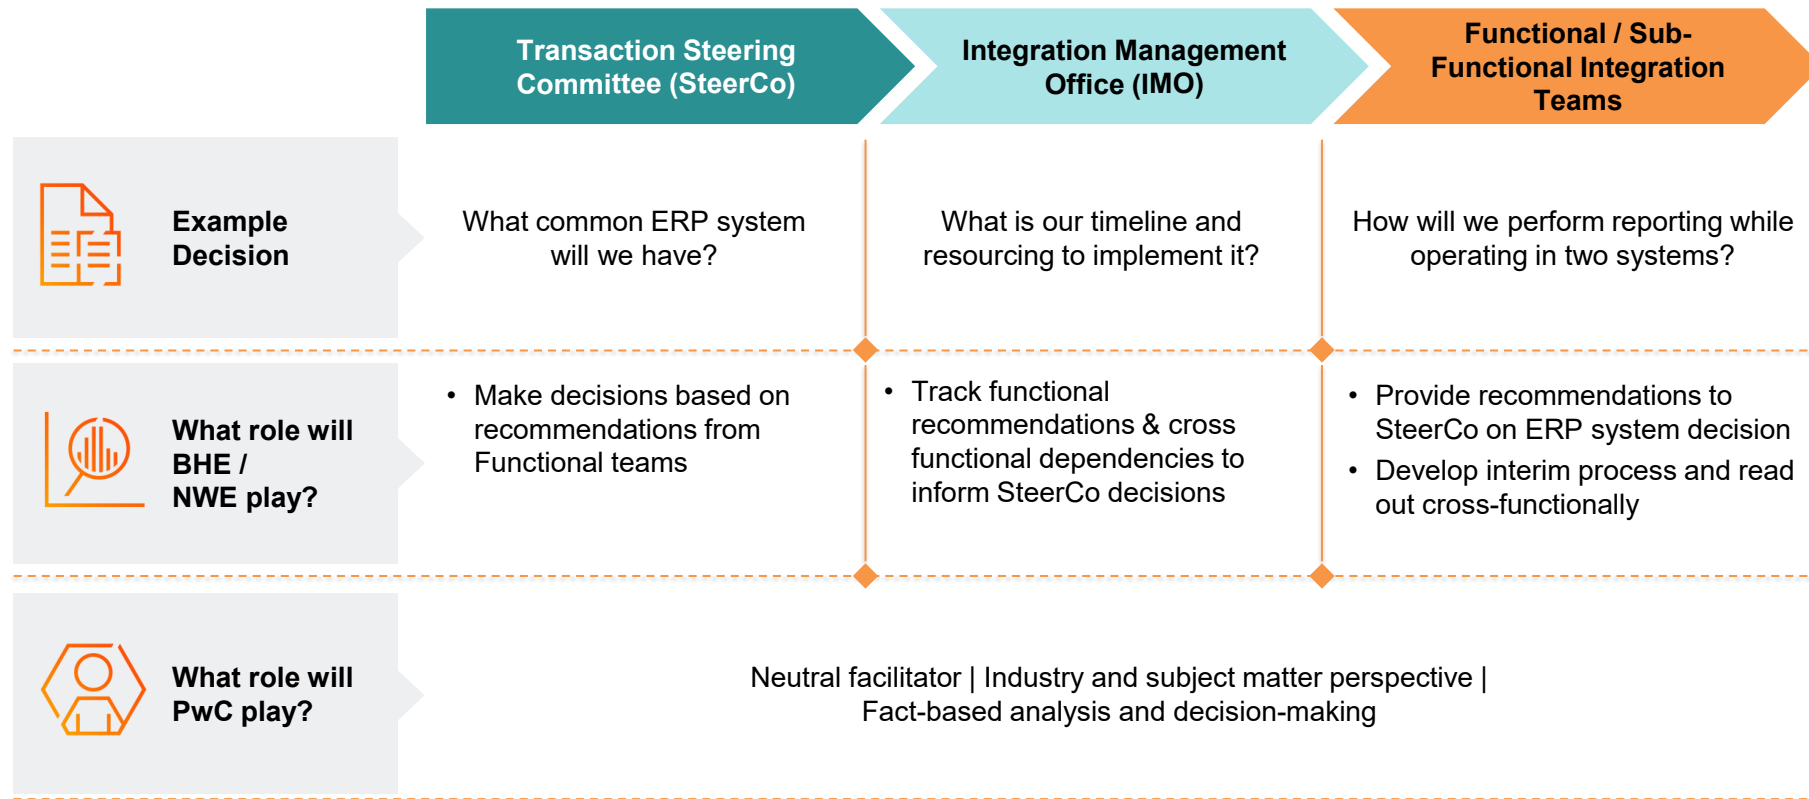 Transaction Steering
Committee (SteerCo)
Integration Management
Office (IMO)
Functional / Sub-
Functional Integration
Teams
Example
Decision
What common ERP system
will we have?
What is our timeline and
resourcing to implement it?
How will we perform reporting while
operating in two systems?
What role will
BHE /
NWE play?
• Make decisions based on
recommendations from
Functional teams
• Track functional
recommendations & cross
functional dependencies to
inform SteerCo decisions
• Provide recommendations to
SteerCo on ERP system decision
• Develop interim process and read
out cross-functionally
What role will
PwC play?
Neutral facilitator | Industry and subject matter perspective |
Fact-based analysis and decision-making